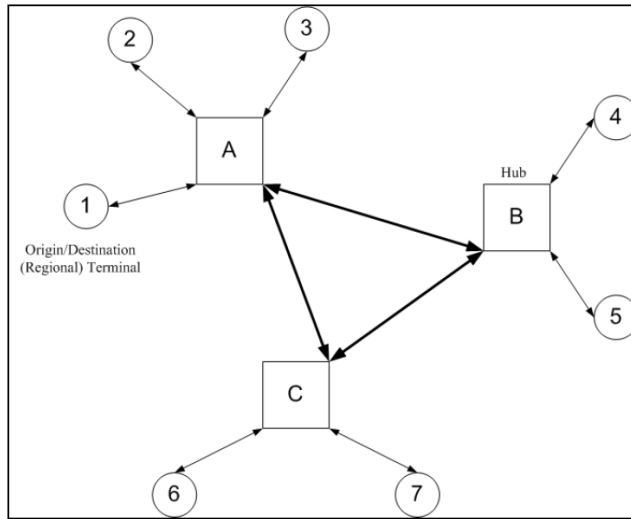 2
3
A
4
Hub
B
1
Origin/Destination
(Regional) Terminal
5
C
6
7